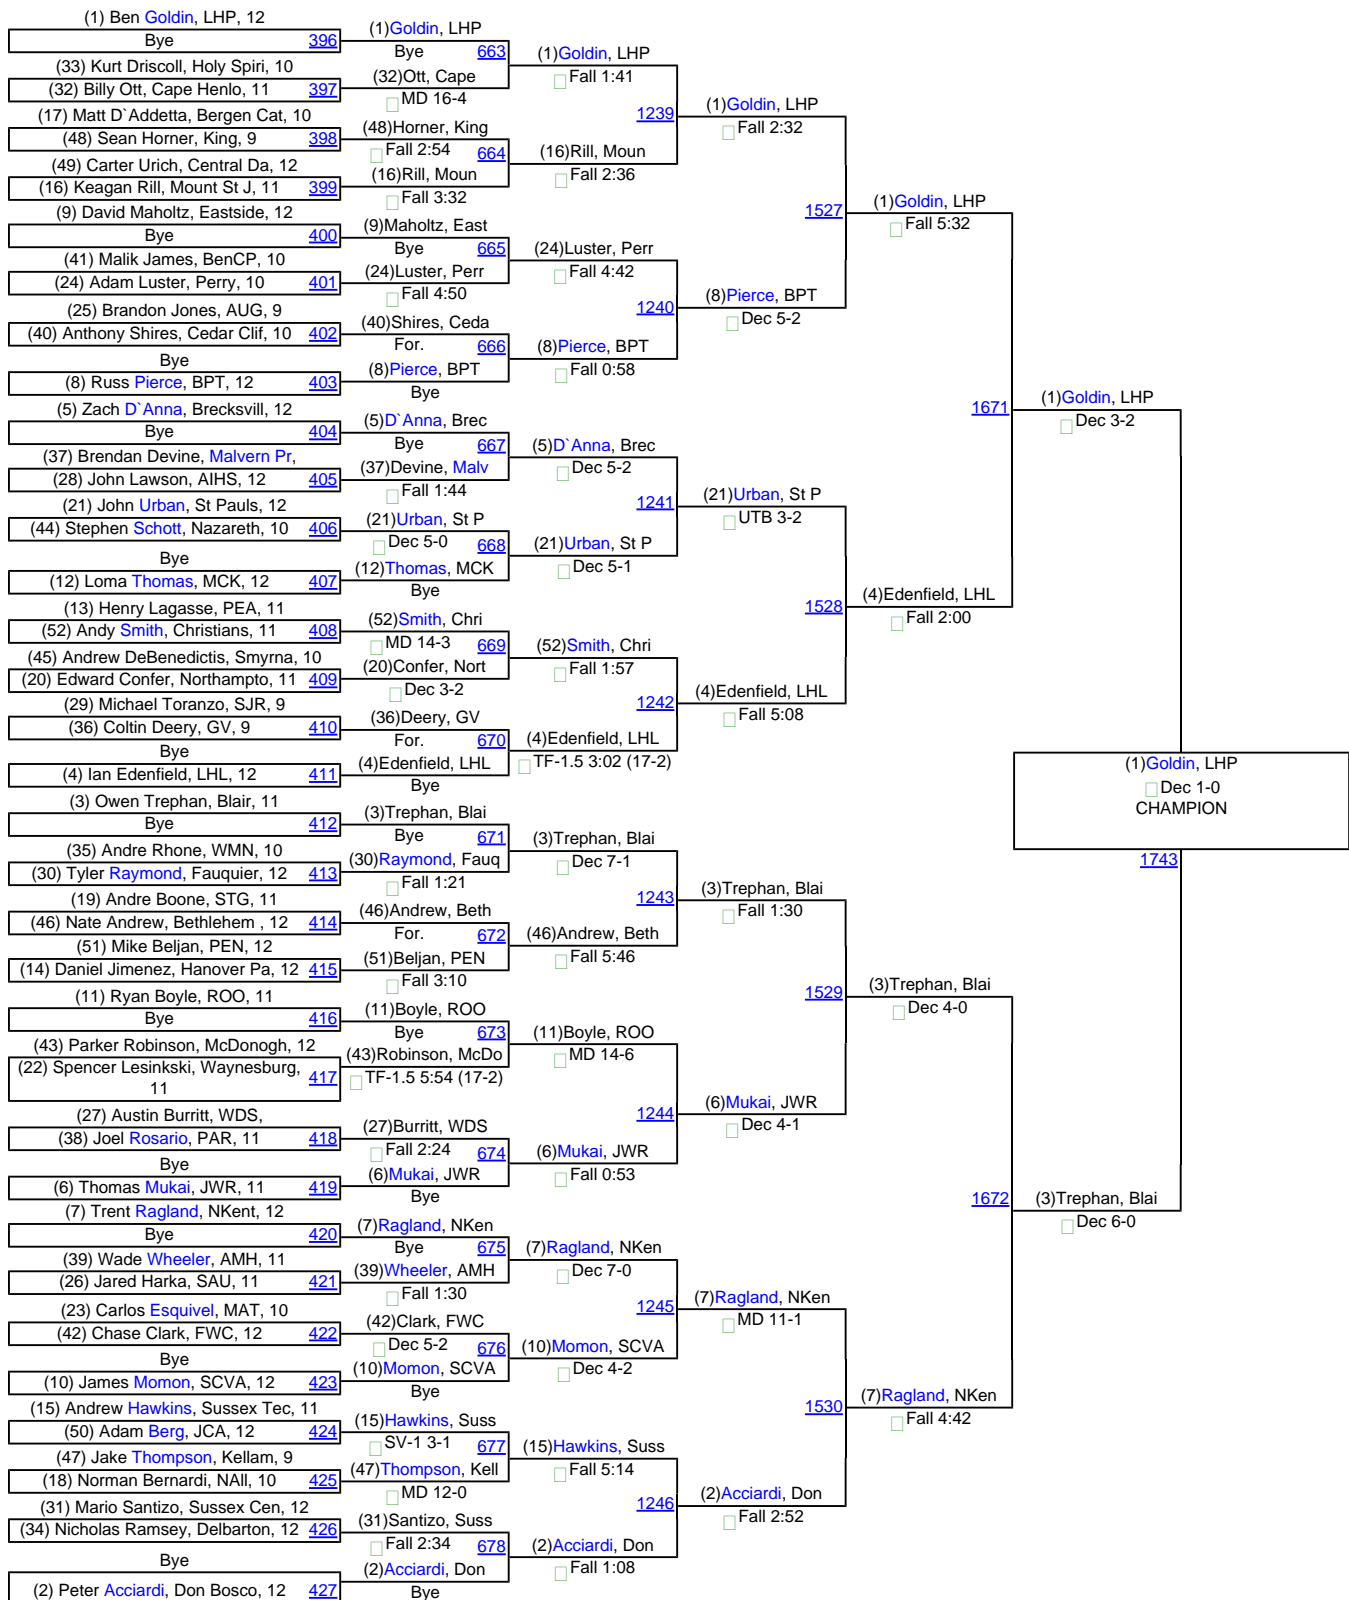 (1) Ben Goldin, LHP, 12
Bye 396
(33) Kurt Driscoll, Holy Spiri, 10
(32) Billy Ott, Cape Henlo, 11 397
(17) Matt D`Addetta, Bergen Cat, 10
(48) Sean Horner, King, 9 398
(49) Carter Urich, Central Da, 12
(16) Keagan Rill, Mount St J, 11 399
(9) David Maholtz, Eastside, 12
Bye 400
(41) Malik James, BenCP, 10
(24) Adam Luster, Perry, 10 401
(25) Brandon Jones, AUG, 9
(40) Anthony Shires, Cedar Clif, 10 402
Bye
(8) Russ Pierce, BPT, 12 403
(5) Zach D`Anna, Brecksvill, 12
Bye 404
(37) Brendan Devine, Malvern Pr,
(28) John Lawson, AIHS, 12 405
(21) John Urban, St Pauls, 12
(44) Stephen Schott, Nazareth, 10 406
Bye
(12) Loma Thomas, MCK, 12 407
(13) Henry Lagasse, PEA, 11
(52) Andy Smith, Christians, 11 408
(45) Andrew DeBenedictis, Smyrna, 10
(20) Edward Confer, Northampto, 11 409
(29) Michael Toranzo, SJR, 9
(36) Coltin Deery, GV, 9 410
Bye
(4) Ian Edenfield, LHL, 12 411
(3) Owen Trephan, Blair, 11
Bye 412
(35) Andre Rhone, WMN, 10
(30) Tyler Raymond, Fauquier, 12 413
(19) Andre Boone, STG, 11
(46) Nate Andrew, Bethlehem , 12 414
(51) Mike Beljan, PEN, 12
(14) Daniel Jimenez, Hanover Pa, 12 415
(11) Ryan Boyle, ROO, 11
Bye 416
(43) Parker Robinson, McDonogh, 12
(22) Spencer Lesinkski, Waynesburg,
11 417
(27) Austin Burritt, WDS,
(38) Joel Rosario, PAR, 11 418
Bye
(6) Thomas Mukai, JWR, 11 419
(7) Trent Ragland, NKent, 12
Bye 420
(39) Wade Wheeler, AMH, 11
(26) Jared Harka, SAU, 11 421
(23) Carlos Esquivel, MAT, 10
(42) Chase Clark, FWC, 12 422
Bye
(10) James Momon, SCVA, 12 423
(15) Andrew Hawkins, Sussex Tec, 11
(50) Adam Berg, JCA, 12 424
(47) Jake Thompson, Kellam, 9
(18) Norman Bernardi, NAll, 10 425
(31) Mario Santizo, Sussex Cen, 12
(34) Nicholas Ramsey, Delbarton, 12 426
Bye
(2) Peter Acciardi, Don Bosco, 12 427
(1)Goldin, LHP
Bye 663
(32)Ott, Cape
MD 16-4
(48)Horner, King
Fall 2:54 664
(16)Rill, Moun
Fall 3:32
(9)Maholtz, East
Bye 665
(24)Luster, Perr
Fall 4:50
(40)Shires, Ceda
For. 666
(8)Pierce, BPT
Bye
(5)D`Anna, Brec
Bye 667
(37)Devine, Malv
Fall 1:44
(21)Urban, St P
Dec 5-0 668
(12)Thomas, MCK
Bye
(52)Smith, Chri
MD 14-3 669
(20)Confer, Nort
Dec 3-2
(36)Deery, GV
For. 670
(4)Edenfield, LHL
Bye
(3)Trephan, Blai
Bye 671
(30)Raymond, Fauq
Fall 1:21
(46)Andrew, Beth
For. 672
(51)Beljan, PEN
Fall 3:10
(11)Boyle, ROO
Bye 673
(43)Robinson, McDo
TF-1.5 5:54 (17-2)
(27)Burritt, WDS
Fall 2:24 674
(6)Mukai, JWR
Bye
(7)Ragland, NKen
Bye 675
(39)Wheeler, AMH
Fall 1:30
(42)Clark, FWC
Dec 5-2 676
(10)Momon, SCVA
Bye
(15)Hawkins, Suss
SV-1 3-1 677
(47)Thompson, Kell
MD 12-0
(31)Santizo, Suss
Fall 2:34 678
(2)Acciardi, Don
Bye
(1)Goldin, LHP
Fall 1:41
1239
(16)Rill, Moun
Fall 2:36
(24)Luster, Perr
Fall 4:42
1240
(8)Pierce, BPT
Fall 0:58
(5)D`Anna, Brec
Dec 5-2
1241
(21)Urban, St P
Dec 5-1
(52)Smith, Chri
Fall 1:57
1242
(4)Edenfield, LHL
TF-1.5 3:02 (17-2)
(3)Trephan, Blai
Dec 7-1
1243
(46)Andrew, Beth
Fall 5:46
(11)Boyle, ROO
MD 14-6
1244
(6)Mukai, JWR
Fall 0:53
(7)Ragland, NKen
Dec 7-0
1245
(10)Momon, SCVA
Dec 4-2
(15)Hawkins, Suss
Fall 5:14
1246
(2)Acciardi, Don
Fall 1:08
(1)Goldin, LHP
Fall 2:32
1527
(8)Pierce, BPT
Dec 5-2
(21)Urban, St P
UTB 3-2
1528
(4)Edenfield, LHL
Fall 5:08
(3)Trephan, Blai
Fall 1:30
1529
(6)Mukai, JWR
Dec 4-1
(7)Ragland, NKen
MD 11-1
1530
(2)Acciardi, Don
Fall 2:52
(1)Goldin, LHP
Fall 5:32
1671
(4)Edenfield, LHL
Fall 2:00
(3)Trephan, Blai
Dec 4-0
1672
(7)Ragland, NKen
Fall 4:42
(1)Goldin, LHP
Dec 3-2
(3)Trephan, Blai
Dec 6-0
(1)Goldin, LHP
Dec 1-0
CHAMPION
1743